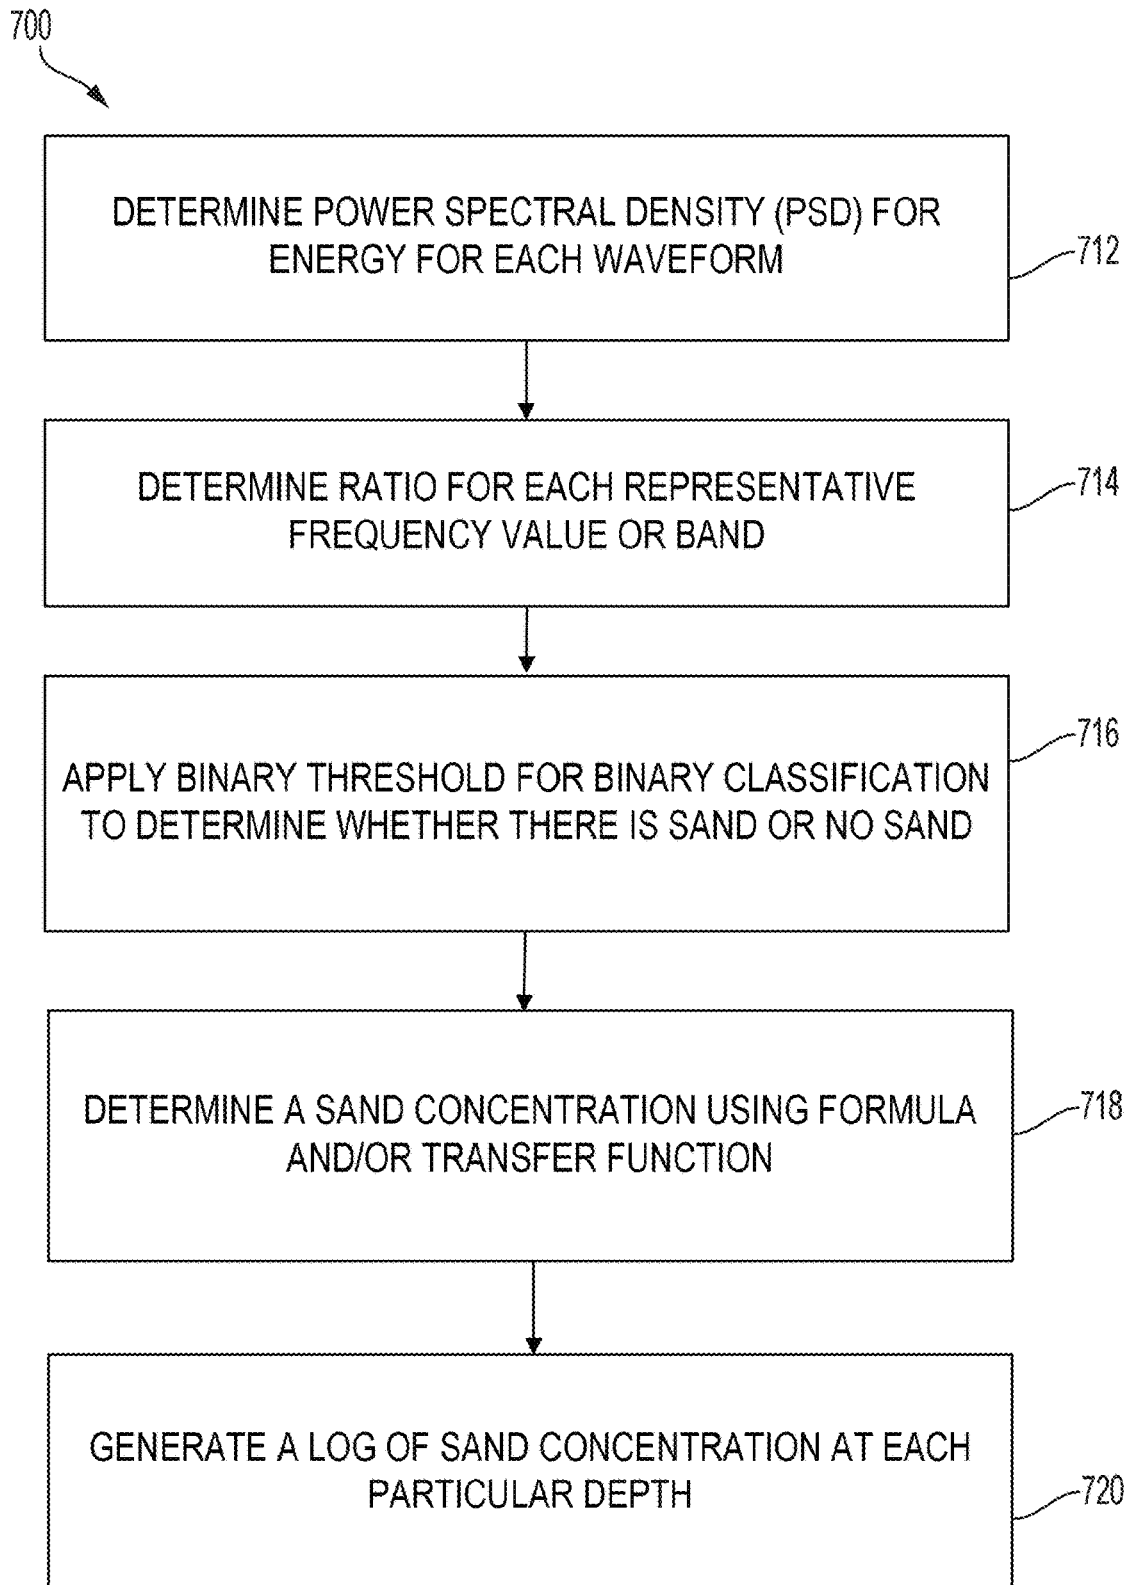 700
DETERMINE POWER SPECTRAL DENSITY (PSD) FOR
ENERGY FOR EACH WAVEFORM
712
DETERMINE RATIO FOR EACH REPRESENTATIVE
FREQUENCY VALUE OR BAND
714
APPLY BINARY THRESHOLD FOR BINARY CLASSIFICATION
TO DETERMINE WHETHER THERE IS SAND OR NO SAND
716
DETERMINE A SAND CONCENTRATION USING FORMULA
AND/OR TRANSFER FUNCTION
718
GENERATE A LOG OF SAND CONCENTRATION AT EACH
PARTICULAR DEPTH
720